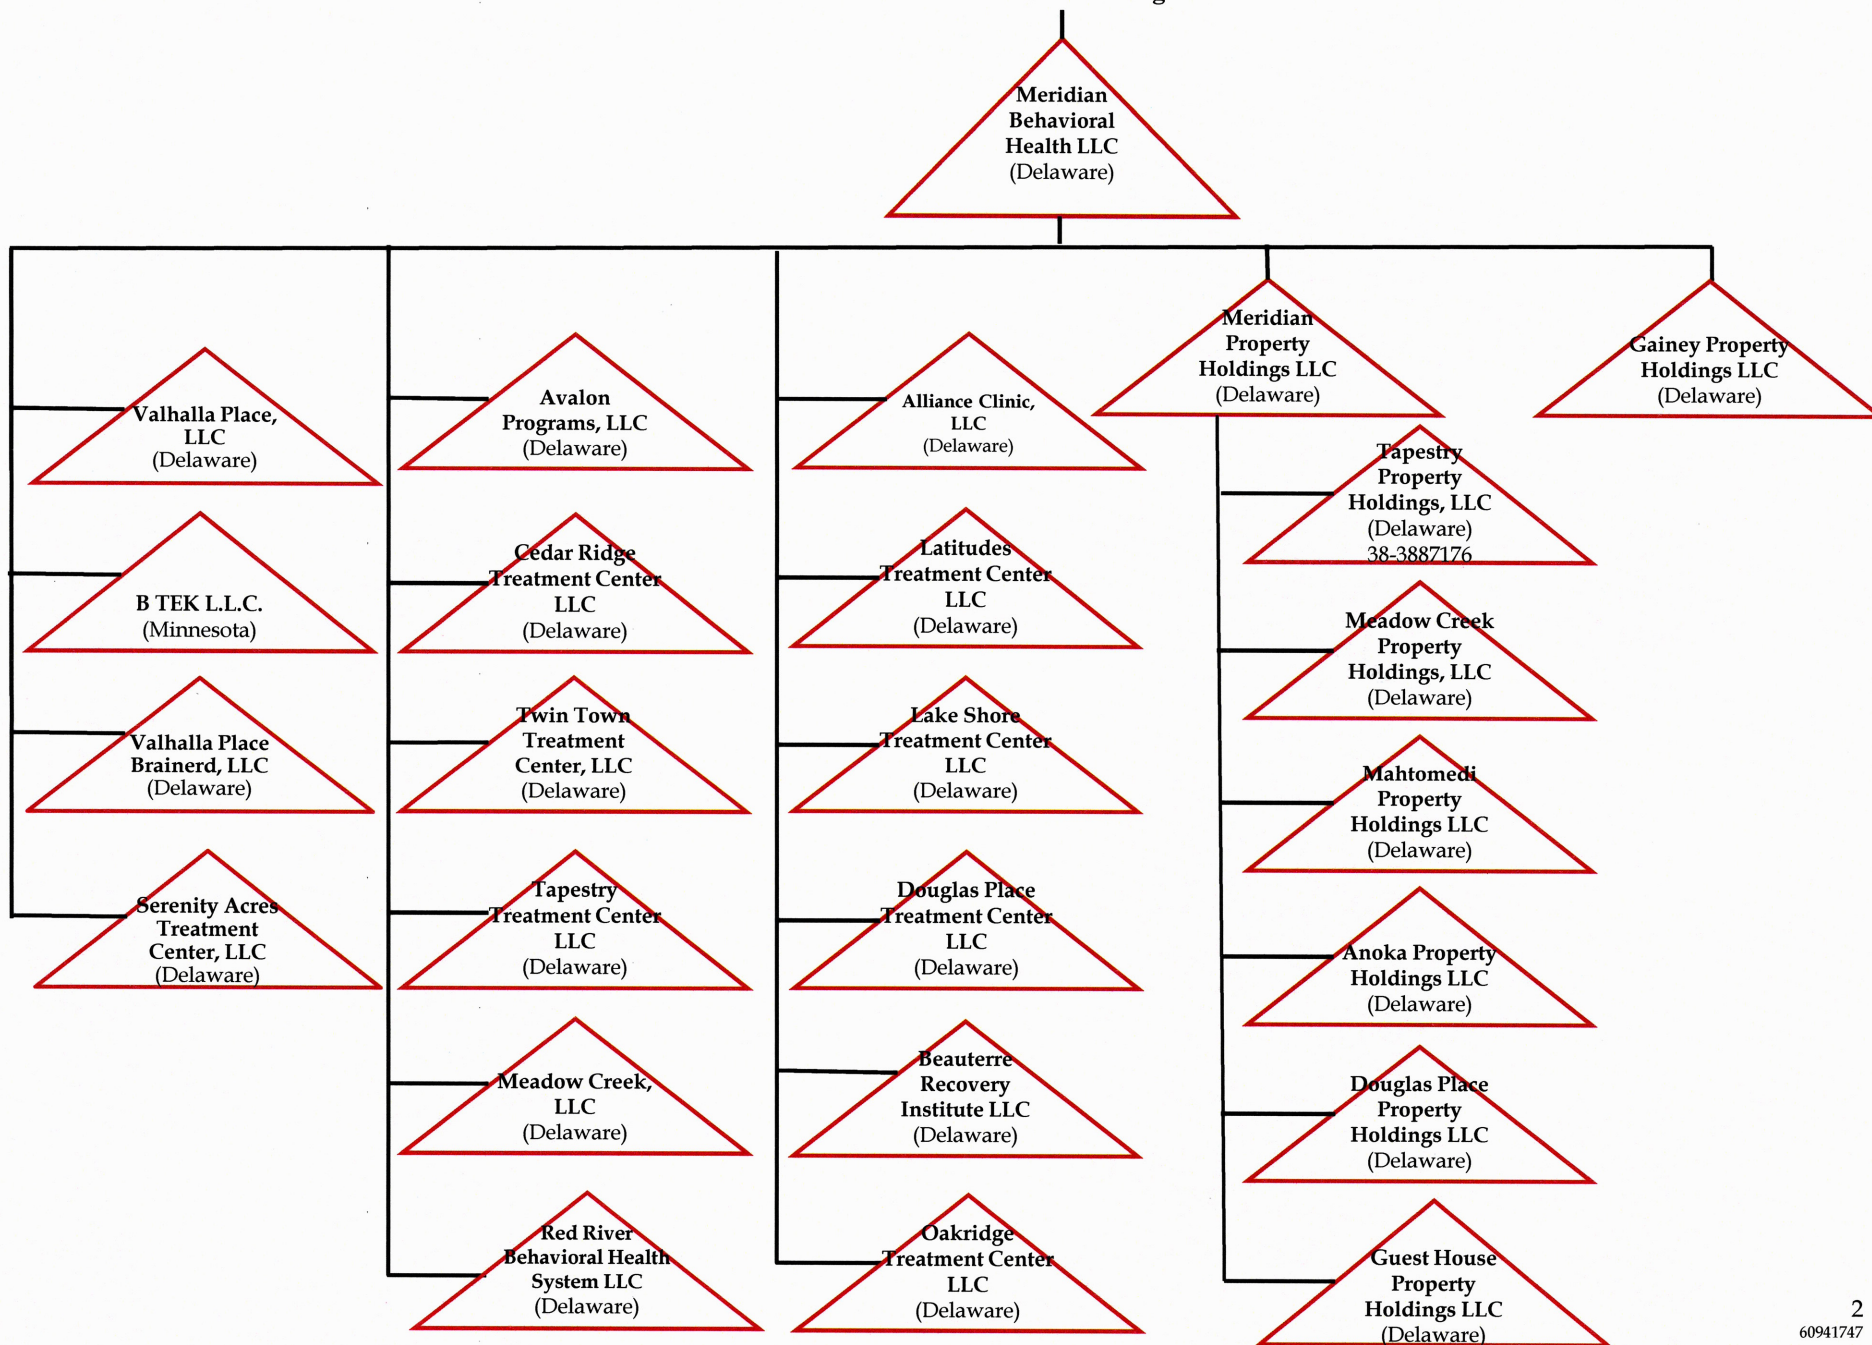 Meridian
Behavioral
Health LLC
(Delaware)
Valhalla Place,
LLC
(Delaware)
B TEK L.L.C.
(Minnesota)
Valhalla Place
Brainerd, LLC
(Delaware)
Serenity Acres
Treatment
Center, LLC
(Delaware)
Avalon
Programs, LLC
(Delaware)
Cedar Ridge
Treatment Center
LLC
(Delaware)
Twin Town
Treatment
Center, LLC
(Delaware)
Tapestry
Treatment Center
LLC
(Delaware)
Meadow Creek,
LLC
(Delaware)
Red River
Behavioral Health
System LLC
(Delaware)
Alliance Clinic,
LLC
(Delaware)
Latitudes
Treatment Center
LLC
(Delaware)
Lake Shore
Treatment Center
LLC
(Delaware)
Douglas Place
Treatment Center
LLC
(Delaware)
Beauterre
Recovery
Institute LLC
(Delaware)
Oakridge
Treatment Center
LLC
(Delaware)
Meridian
Property
Holdings LLC
(Delaware)
Tapestry
Property
Holdings, LLC
(Delaware)
38-3887176
Meadow Creek
Property
Holdings, LLC
(Delaware)
Mahtomedi
Property
Holdings LLC
(Delaware)
Anoka Property
Holdings LLC
(Delaware)
Douglas Place
Property
Holdings LLC
(Delaware)
Guest House
Property
Holdings LLC
(Delaware)
Gainey Property
Holdings LLC
(Delaware)
2
60941747